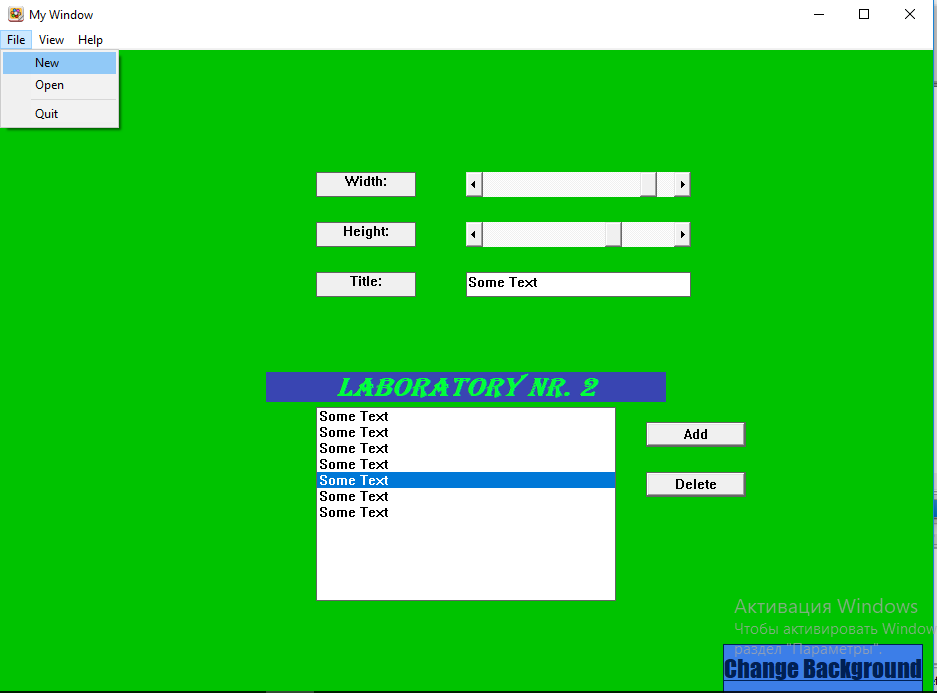 My Window
File View Help
New
Open
Quit
Width:
Height:
Title:
Some Text
LABORATORY NR. 2
Some Text
Some Text
Some Text
Some Text
Some Text
Some Text
Some Text
Add
Delete
Активация Windows
Чтобы активировать Window
раздел "Параметры".
Change Background